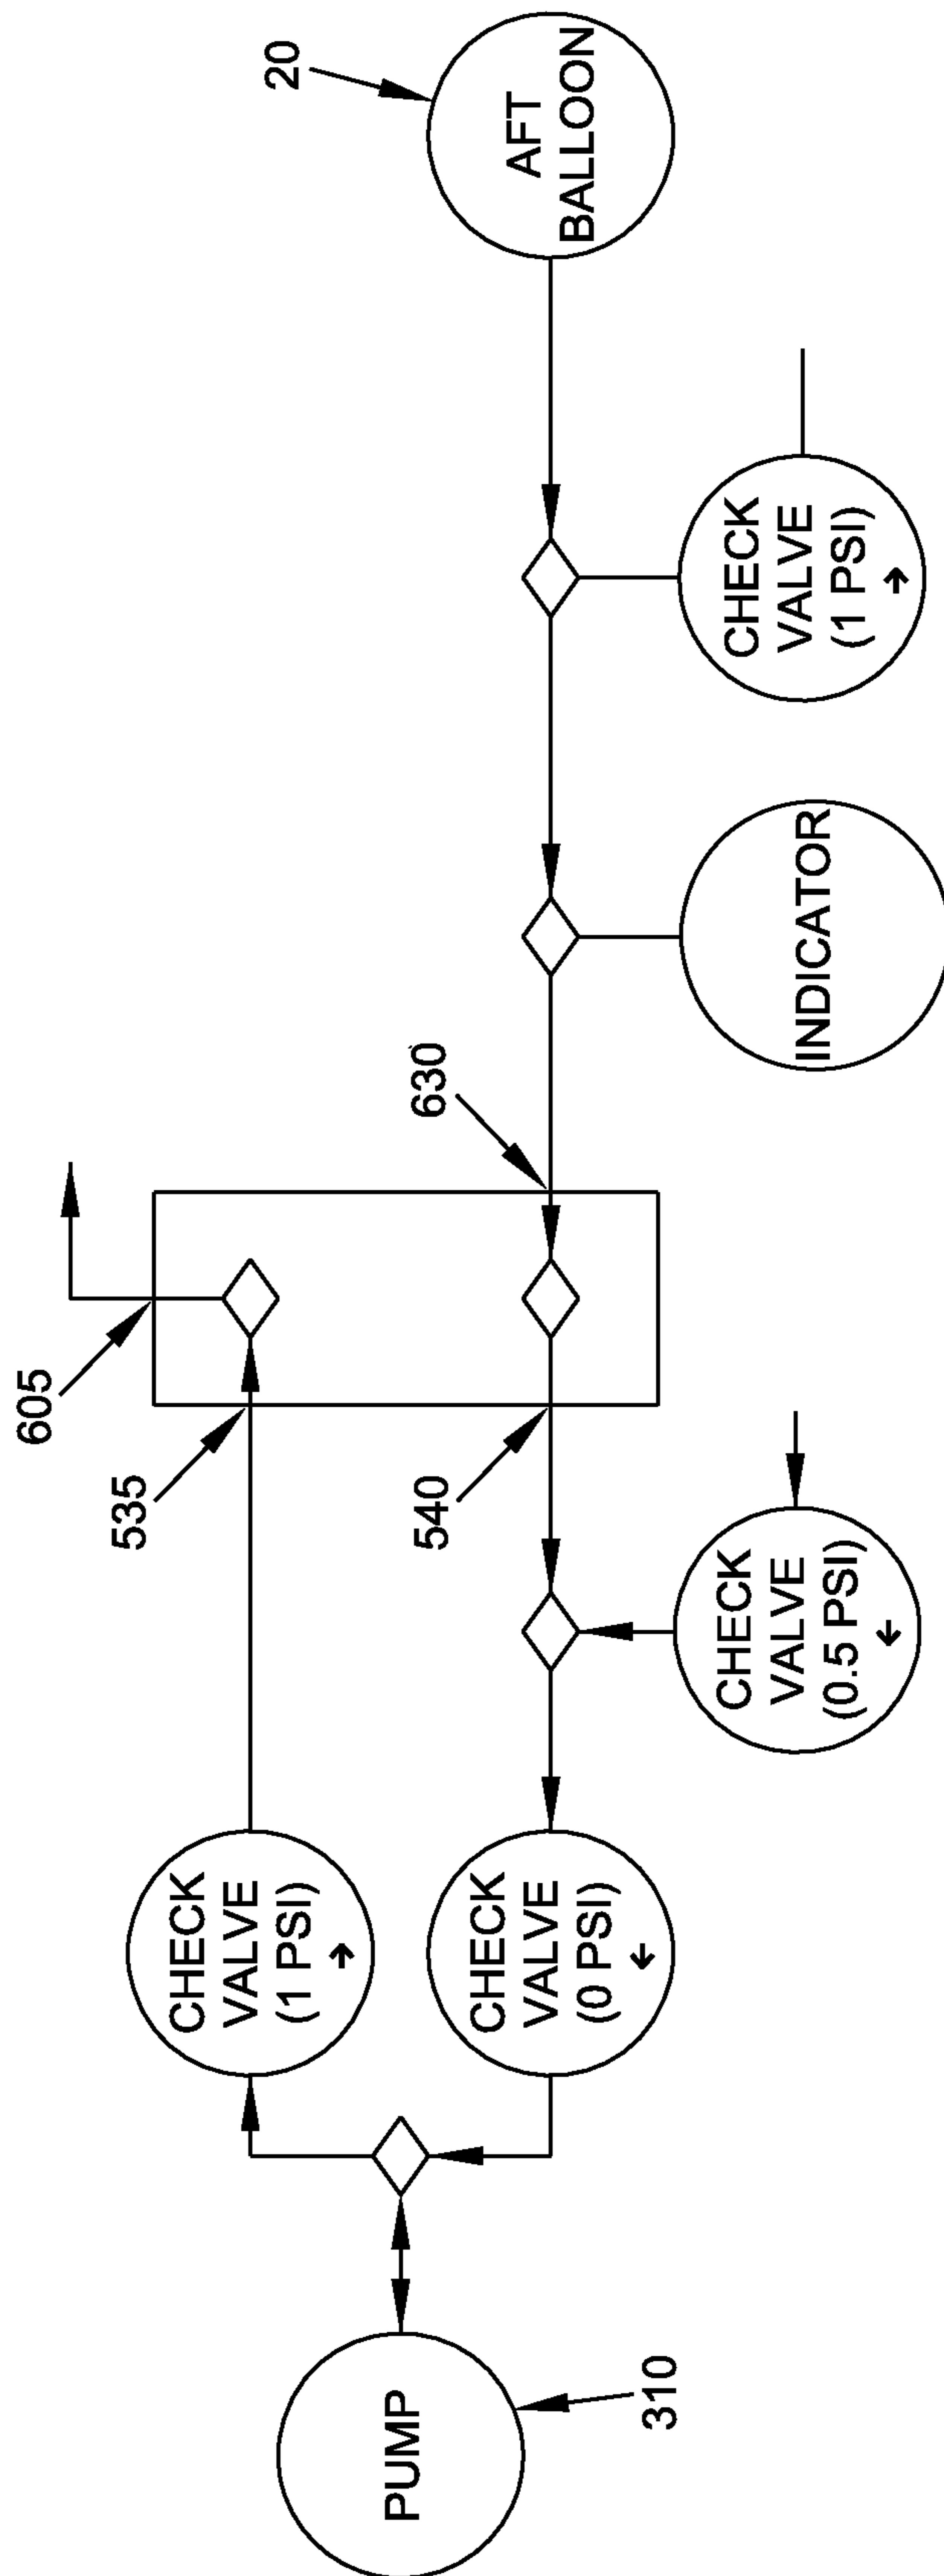 PUMP
310
CHECK
VALVE
(1 PSI)
→
CHECK
VALVE
(0 PSI)
←
535
605
540
CHECK
VALVE
(0.5 PSI)
←
630
INDICATOR
CHECK
VALVE
(1 PSI)
→
20
AFT
BALLOON